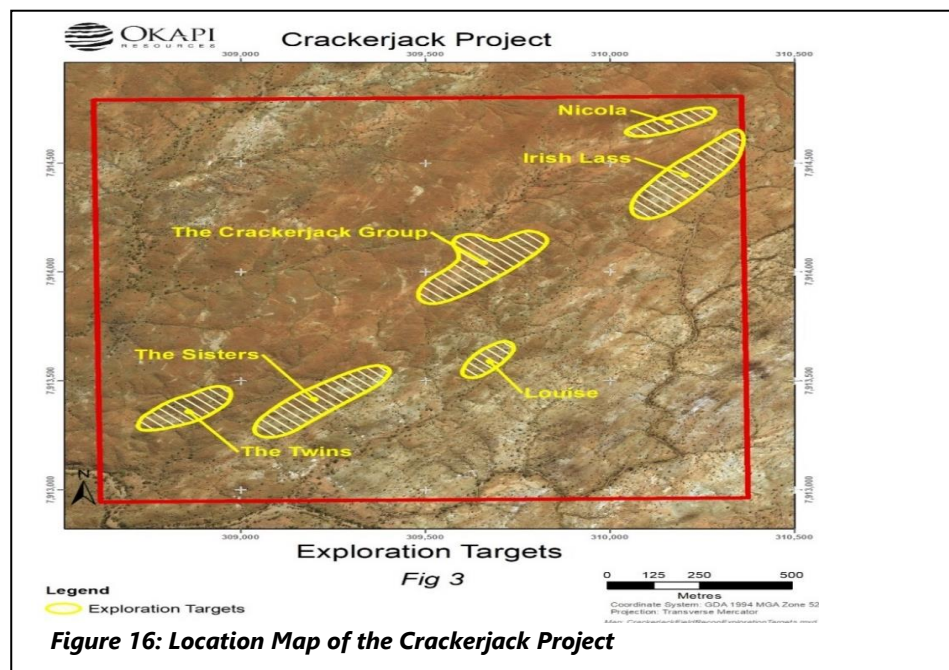 OKAPI
RESOURCES
Crackerjack Project
309,000
309,500
310,000
310,500
7,914,500
7,914,500
7,914,000
7,914,000
7,913,500
7,913,500
7,913,000
7,913,000
Nicola
Irish Lass
The Crackerjack Group
The Sisters
Louise
The Twins
N
309,000
309,500
310,000
310,500
Exploration Targets
Fig 3
Legend
Exploration Targets
0 125 250 500
Metres
Coordinate System: GDA 1994 MGA Zone 52
Projection: Transverse Mercator
Figure 16: Location Map of the Crackerjack Project